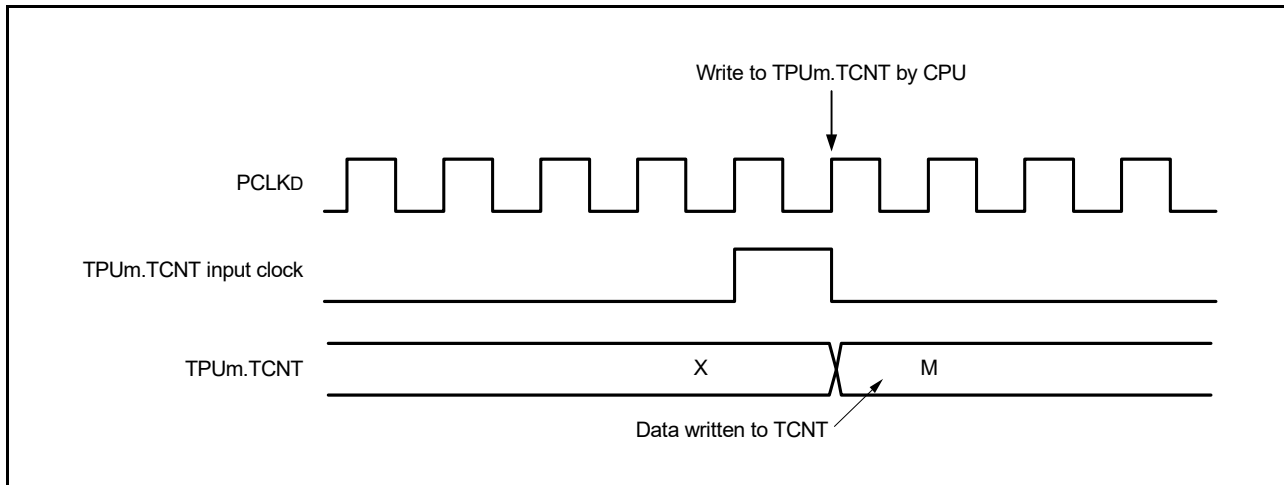 Write to TPUm.TCNT by CPU
PCLKD
TPUm.TCNT input clock
TPUm.TCNT
X
M
Data written to TCNT